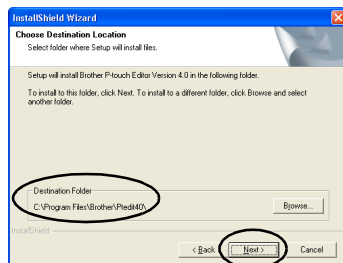 InstallShield Wizard
Choose Destination Location
Select folder where Setup will install files.
Setup will install Brother P-touch Editor Version 4.0 in the following folder.
To install to this folder, click Next. To install to a different folder, click Browse and select
another folder.
Destination Folder
C:\Program Files\Brother\Ptedit40\
Browse...
InstallShield
< Back
Next >
Cancel